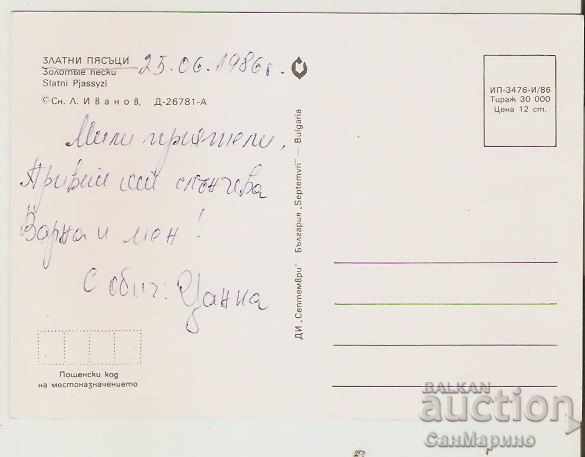 ЗЛАТНИ ПЯСЪЦИ 25.06.1986г.
Золотые пески
Slatni Pjassyzi
© Сн. Л. Иванов, Д-26781-А
Мили приятели,
Привет от слънчева
Варна и мен!
С обич: Цанка
Пощенски код
на местоназначението
ДИ „Септември" България „Septemvri" — Bulgaria
ИП-3476-И/86
Тираж 30 000
Цена 12 ст.
BALKAN
auction
СанМарино